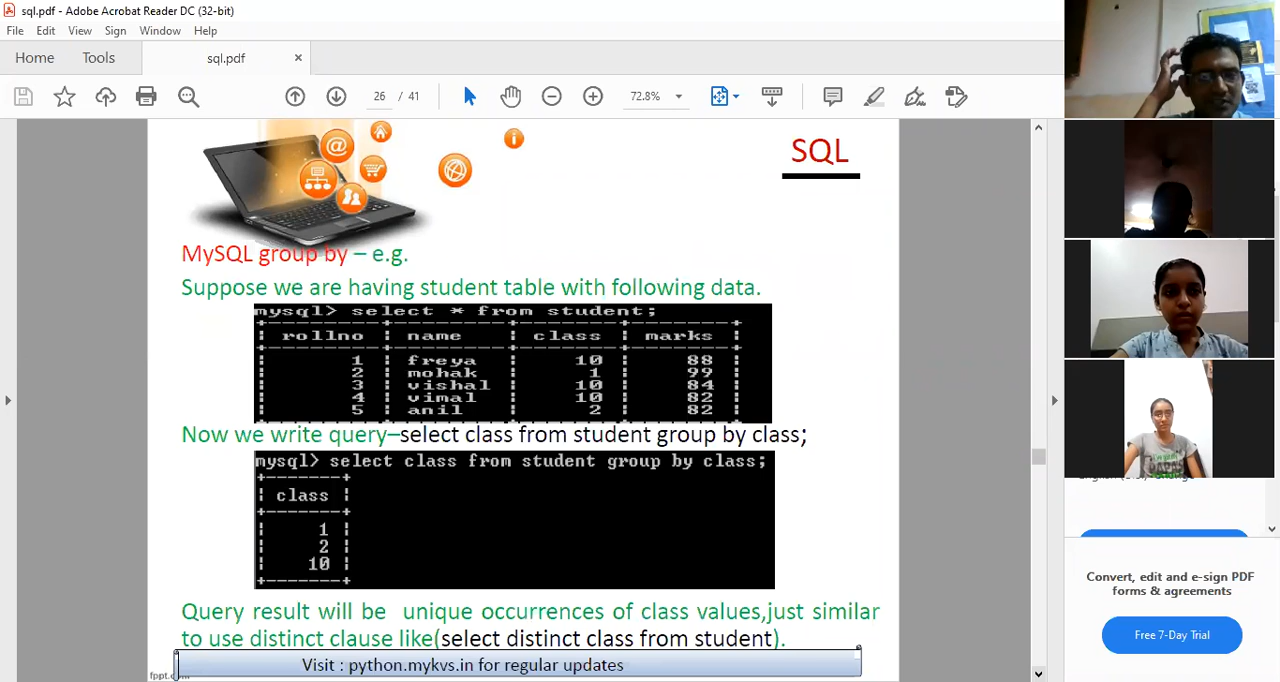 sql.pdf - Adobe Acrobat Reader DC (32-bit)
File Edit View Sign Window Help
Home Tools sql.pdf ×
26 / 41 72.8%
SQL
MySQL group by – e.g.
Suppose we are having student table with following data.
mysql> select * from student;
rollno name class marks
1 freya 10 88
2 mohak 1 99
3 vishal 10 84
4 vimal 10 82
5 anil 2 82
Now we write query–select class from student group by class;
mysql> select class from student group by class;
class
1
2
10
Query result will be unique occurrences of class values,just similar
to use distinct clause like(select distinct class from student).
Visit : python.mykvs.in for regular updates
Convert, edit and e-sign PDF
forms & agreements
Free 7-Day Trial